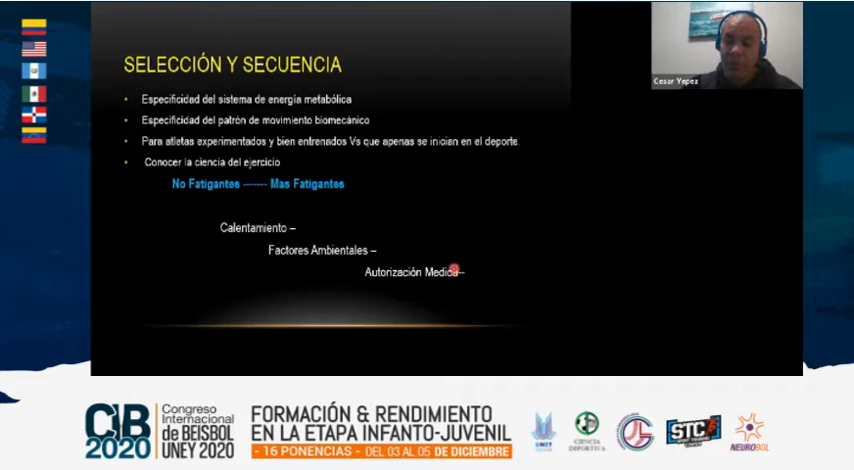 SELECCIÓN Y SECUENCIA
Cesar Yepez
• Especificidad del sistema de energía metabólica
• Especificidad del patrón de movimiento biomecánico
• Para atletas experimentados y bien entrenados Vs que apenas se inician en el deporte.
• Conocer la ciencia del ejercicio
No Fatigantes ------- Mas Fatigantes
Calentamiento –
Factores Ambientales –
Autorización Medica–
CIB
2020
Congreso
Internacional
de BEISBOL
UNEY 2020
FORMACIÓN & RENDIMIENTO
EN LA ETAPA INFANTO-JUVENIL
- 16 PONENCIAS - DEL 03 AL 05 DE DICIEMBRE
UNEY
CIENCIA
DEPORTIVA
STC
NEUROBOL